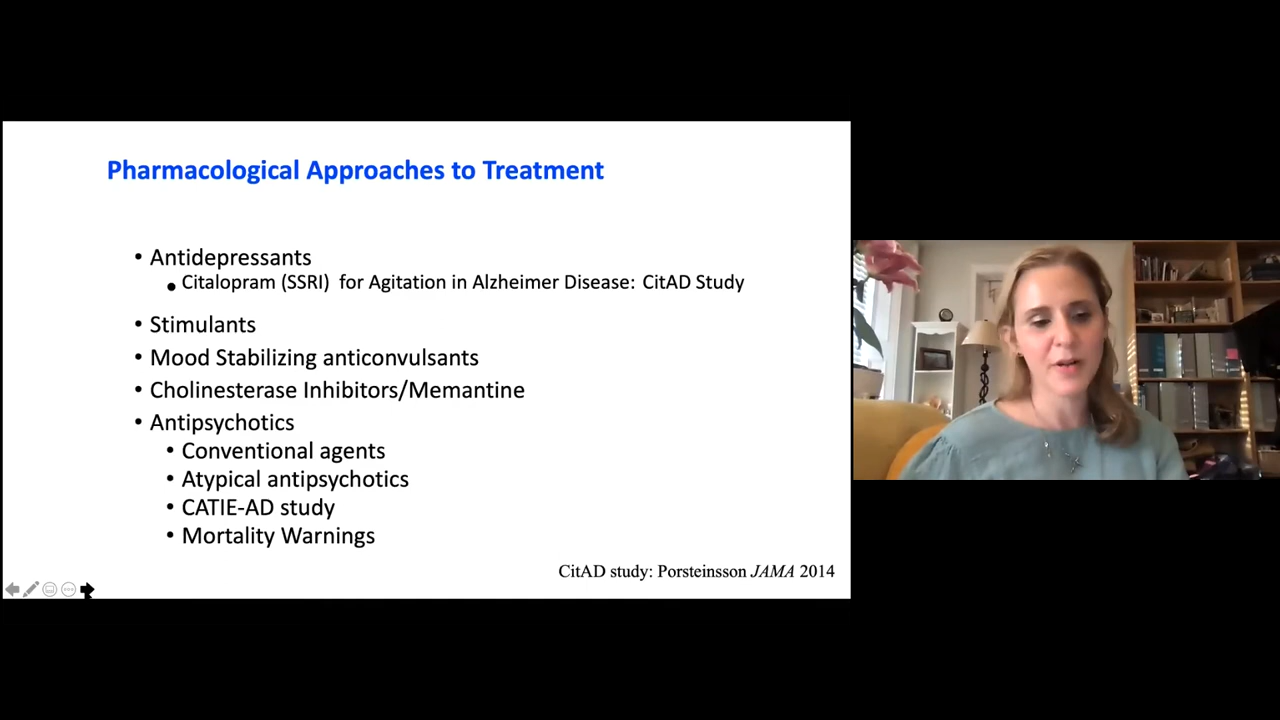 Pharmacological Approaches to Treatment
• Antidepressants
• Citalopram (SSRI) for Agitation in Alzheimer Disease: CitAD Study
• Stimulants
• Mood Stabilizing anticonvulsants
• Cholinesterase Inhibitors/Memantine
• Antipsychotics
• Conventional agents
• Atypical antipsychotics
• CATIE-AD study
• Mortality Warnings
CitAD study: Porsteinsson JAMA 2014